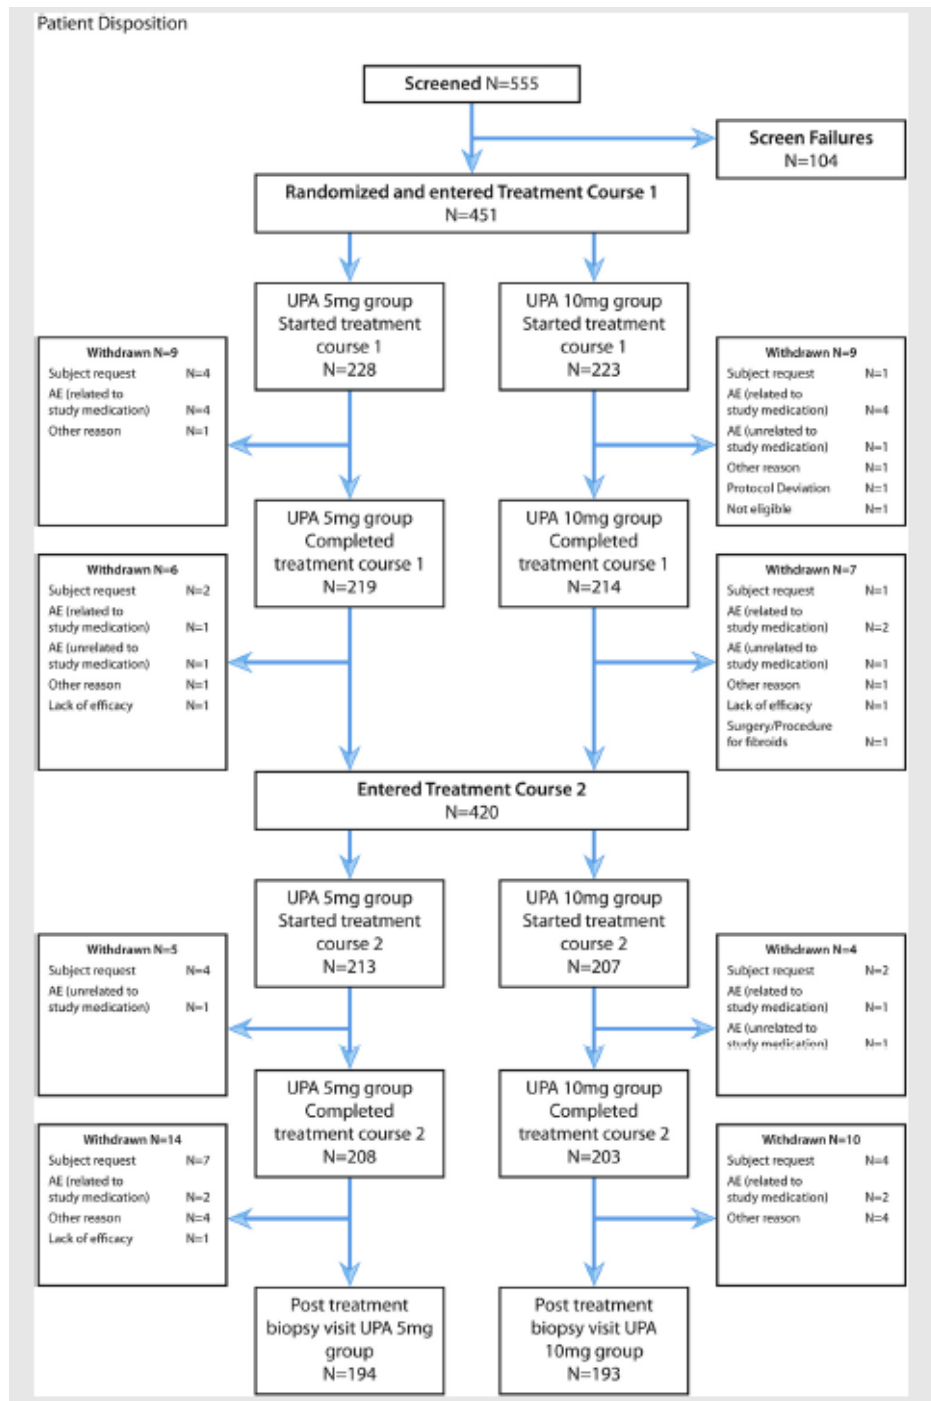 Patient Disposition
Screened N=555
Screen Failures
N=104
Randomized and entered Treatment Course 1
N=451
UPA 5mg group
Started treatment
course 1
N=228
UPA 10mg group
Started treatment
course 1
N=223
Withdrawn N=9
Subject request N=4
AE (related to
study medication) N=4
Other reason N=1
Withdrawn N=9
Subject request N=1
AE (related to
study medication) N=4
AE (unrelated to
study medication) N=1
Other reason N=1
Protocol Deviation N=1
Not eligible N=1
UPA 5mg group
Completed
treatment course 1
N=219
UPA 10mg group
Completed
treatment course 1
N=214
Withdrawn N=6
Subject request N=2
AE (related to
study medication) N=1
AE (unrelated to
study medication) N=1
Other reason N=1
Lack of efficacy N=1
Withdrawn N=7
Subject request N=1
AE (related to
study medication) N=2
AE (unrelated to
study medication) N=1
Other reason N=1
Lack of efficacy N=1
Surgery/Procedure
for fibroids N=1
Entered Treatment Course 2
N=420
UPA 5mg group
Started treatment
course 2
N=213
UPA 10mg group
Started treatment
course 2
N=207
Withdrawn N=5
Subject request N=4
AE (unrelated to
study medication) N=1
Withdrawn N=4
Subject request N=2
AE (related to
study medication) N=1
AE (unrelated to
study medication) N=1
UPA 5mg group
Completed
treatment course 2
N=208
UPA 10mg group
Completed
treatment course 2
N=203
Withdrawn N=14
Subject request N=7
AE (related to
study medication) N=2
Other reason N=4
Lack of efficacy N=1
Withdrawn N=10
Subject request N=4
AE (related to
study medication) N=2
Other reason N=4
Post treatment
biopsy visit UPA 5mg
group
N=194
Post treatment
biopsy visit UPA
10mg group
N=193